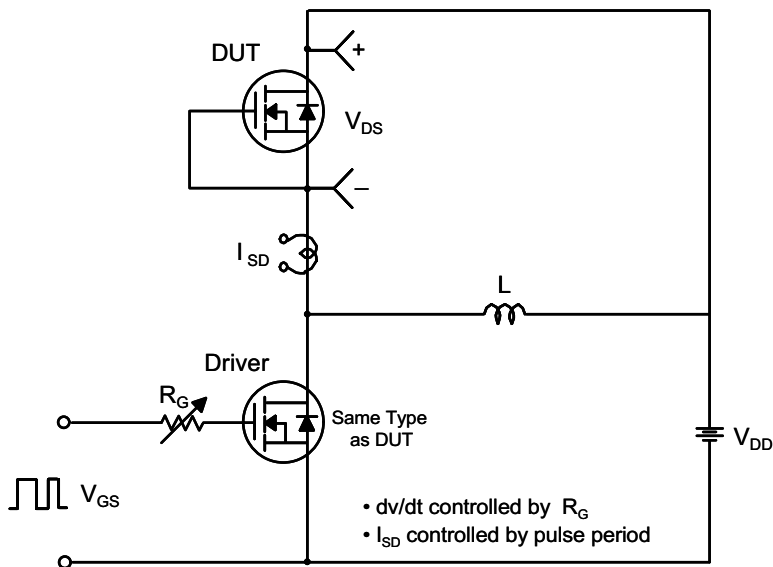 DUT
+
V_DS
–
I_SD
L
Driver
R_G
Same Type
as DUT
V_DD
V_GS
• dv/dt controlled by R_G
• I_SD controlled by pulse period